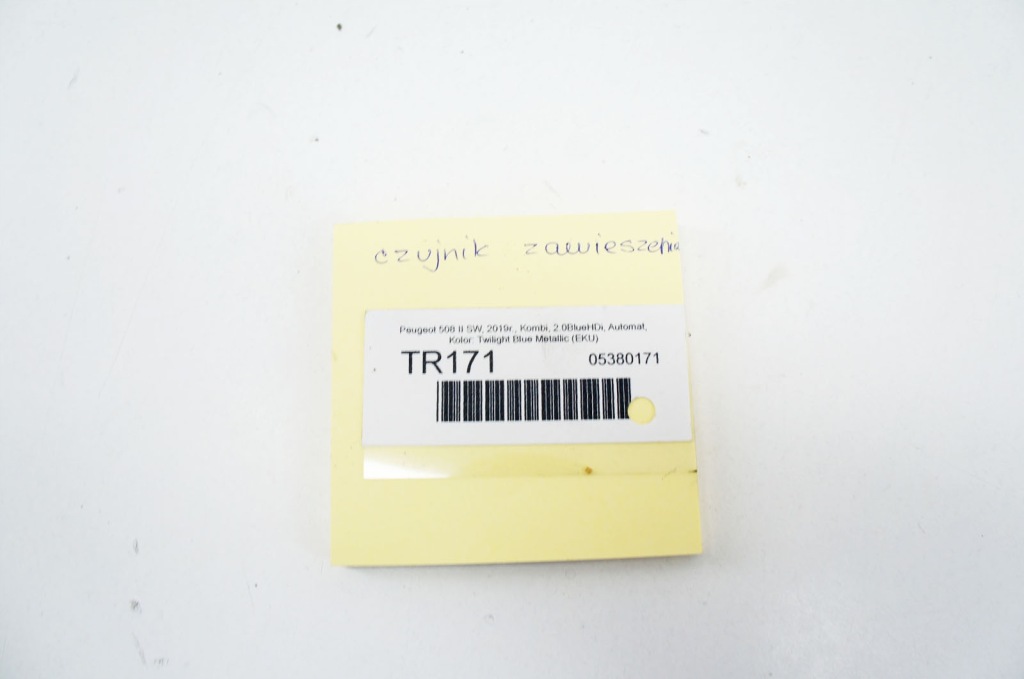 czujnik zawieszenia
Peugeot 508 II SW, 2019r., Kombi, 2.0BlueHDi, Automat,
Kolor: Twilight Blue Metallic (EKU)
TR171 05380171